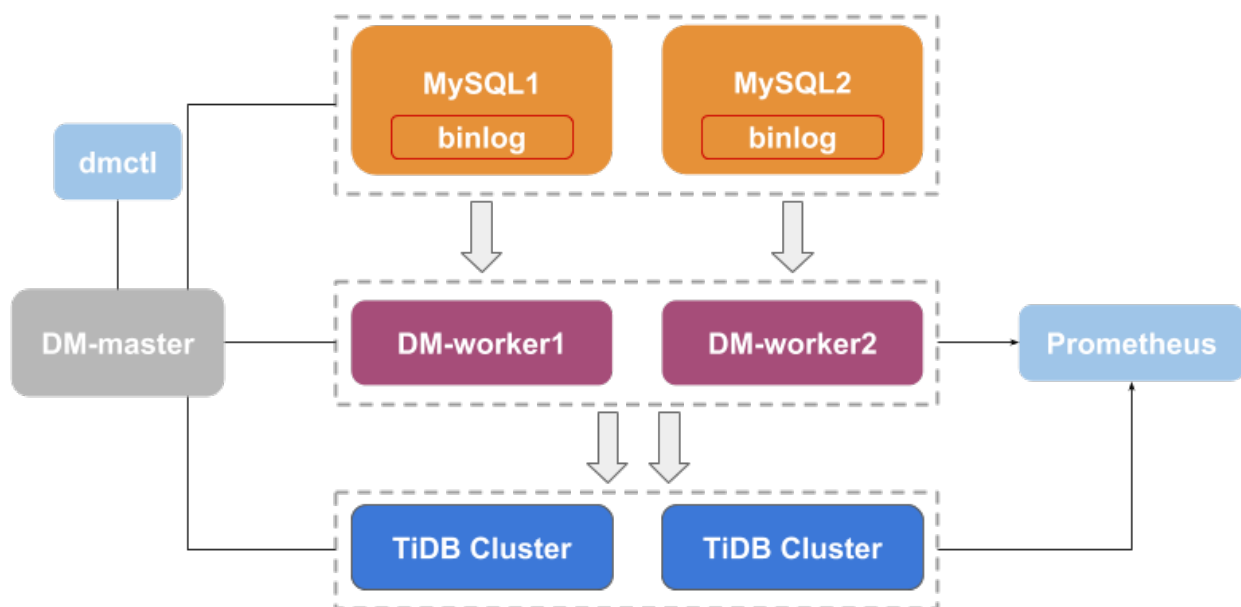 MySQL1
MySQL2
binlog
binlog
dmctl
DM-master
DM-worker1
DM-worker2
Prometheus
TiDB Cluster
TiDB Cluster